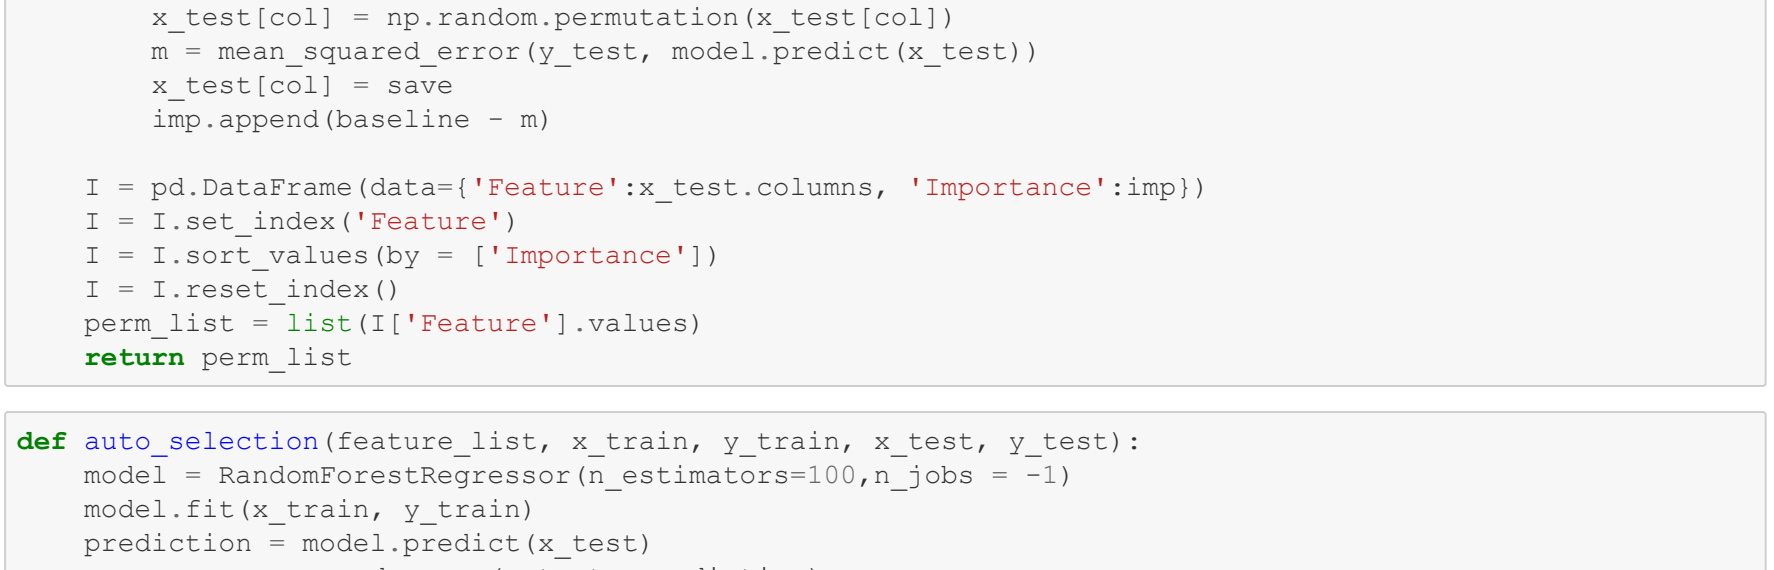 x_test[col] = np.random.permutation(x_test[col])
m = mean_squared_error(y_test, model.predict(x_test))
x_test[col] = save
imp.append(baseline - m)
I = pd.DataFrame(data={'Feature':x_test.columns, 'Importance':imp})
I = I.set_index('Feature')
I = I.sort_values(by = ['Importance'])
I = I.reset_index()
perm_list = list(I['Feature'].values)
return perm_list
def auto_selection(feature_list, x_train, y_train, x_test, y_test):
model = RandomForestRegressor(n_estimators=100,n_jobs = -1)
model.fit(x_train, y_train)
prediction = model.predict(x_test)